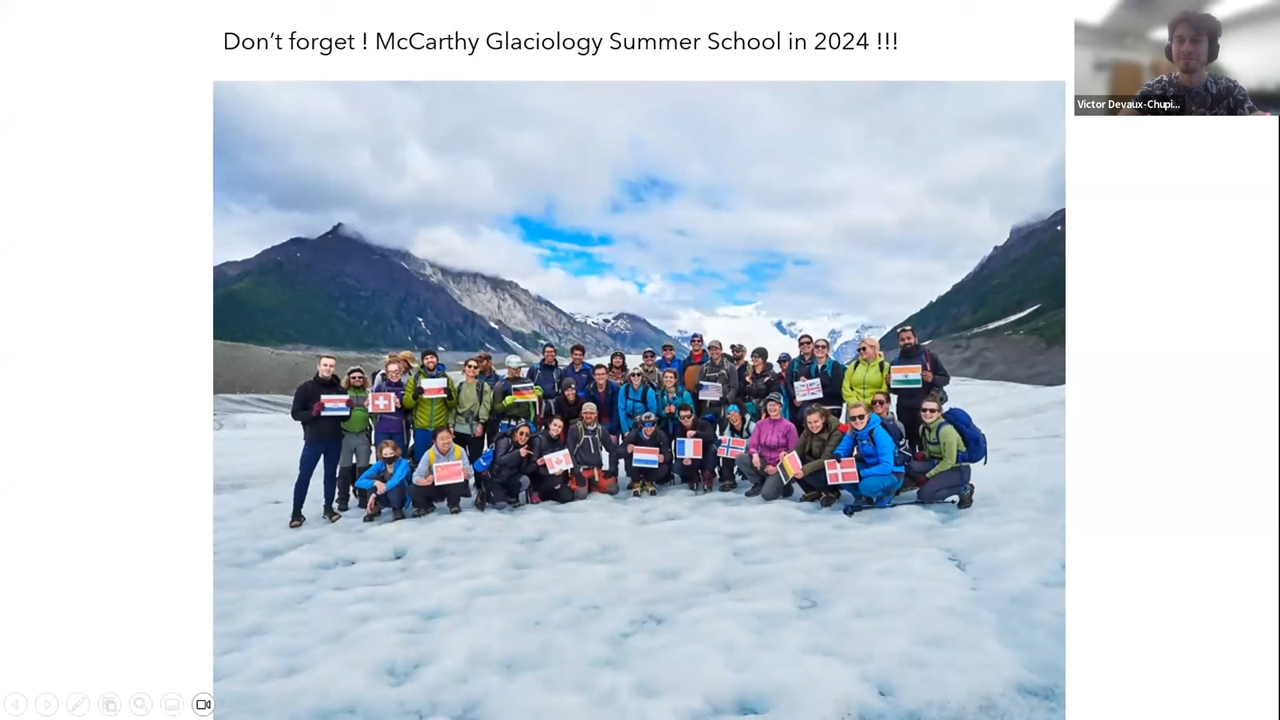 Don’t forget ! McCarthy Glaciology Summer School in 2024 !!!
Victor Devaux-Chupi...